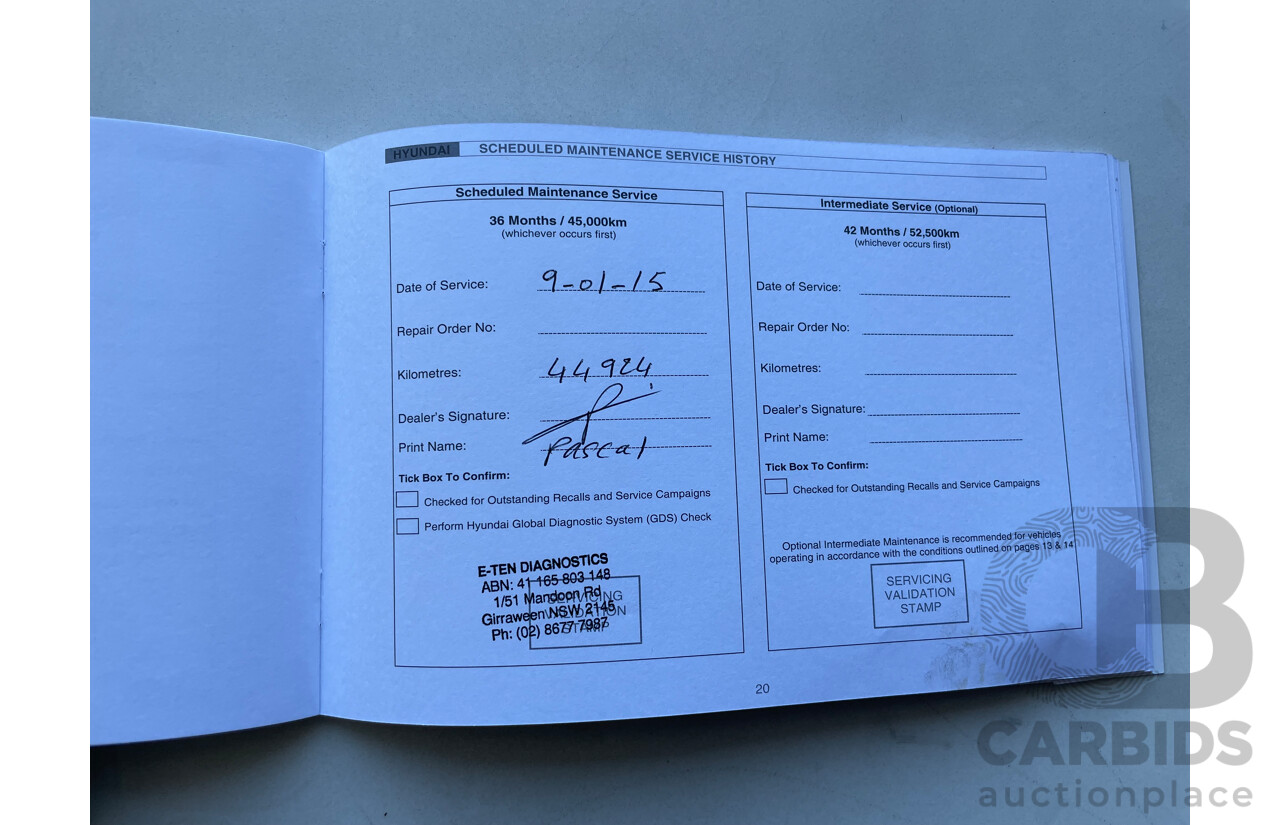 HYUNDAI SCHEDULED MAINTENANCE SERVICE HISTORY
Scheduled Maintenance Service
36 Months / 45,000km
(whichever occurs first)
Date of Service: 9-01-15
Repair Order No:
Kilometres: 44924
Dealer's Signature:
Print Name: Pascal
Tick Box To Confirm:
Checked for Outstanding Recalls and Service Campaigns
Perform Hyundai Global Diagnostic System (GDS) Check
E-TEN DIAGNOSTICS
ABN: 41 165 803 148
1/51 Mandoon Rd
Girraween NSW 2145
Ph: (02) 8677 7987
SERVICING
VALIDATION
STAMP
Intermediate Service (Optional)
42 Months / 52,500km
(whichever occurs first)
Date of Service:
Repair Order No:
Kilometres:
Dealer's Signature:
Print Name:
Tick Box To Confirm:
Checked for Outstanding Recalls and Service Campaigns
Optional Intermediate Maintenance is recommended for vehicles
operating in accordance with the conditions outlined on pages 13 & 14
SERVICING
VALIDATION
STAMP
20
CARBIDS
auctionplace